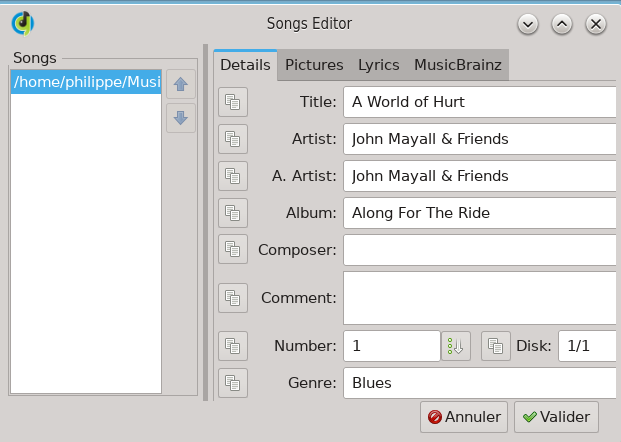 Songs Editor
Songs
/home/philippe/Musi
Details Pictures Lyrics MusicBrainz
Title: A World of Hurt
Artist: John Mayall & Friends
A. Artist: John Mayall & Friends
Album: Along For The Ride
Composer:
Comment:
Number: 1 Disk: 1/1
Genre: Blues
Annuler Valider